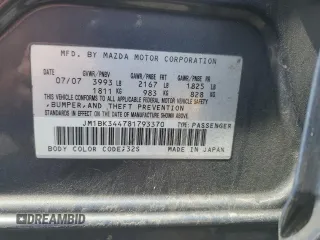 MFD. BY MAZDA MOTOR CORPORATION
GVWR/PNBV GAWR/PNBE FRT GAWR/PNBE RR
07/07 3993 LB 2167 LB 1825 LB
1811 KG 983 KG 828 KG
THIS VEHICLE CONFORMS TO ALL APPLICABLE
FEDERAL MOTOR VEHICLE SAFETY,
BUMPER, AND THEFT PREVENTION
STANDARDS IN EFFECT ON THE DATE OF
MANUFACTURE SHOWN ABOVE.
JM1BK344781793370 TYPE:PASSENGER
BODY COLOR CODE:32S MADE IN JAPAN
DREAMBID
DREAMBID.COM